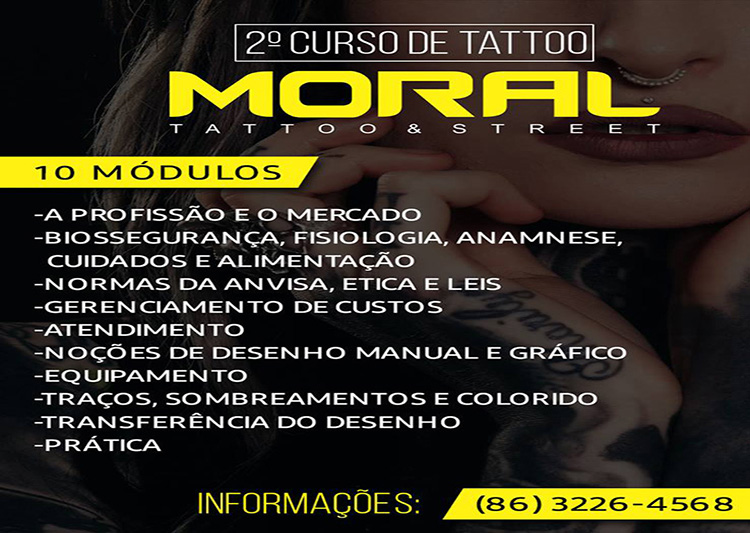 2º CURSO DE TATTOO
MORAL
TATTOO & STREET
10 MÓDULOS
-A PROFISSÃO E O MERCADO
-BIOSSEGURANÇA, FISIOLOGIA, ANAMNESE,
CUIDADOS E ALIMENTAÇÃO
-NORMAS DA ANVISA, ETICA E LEIS
-GERENCIAMENTO DE CUSTOS
-ATENDIMENTO
-NOÇÕES DE DESENHO MANUAL E GRÁFICO
-EQUIPAMENTO
-TRAÇOS, SOMBREAMENTOS E COLORIDO
-TRANSFERÊNCIA DO DESENHO
-PRÁTICA
INFORMAÇÕES: (86) 3226-4568